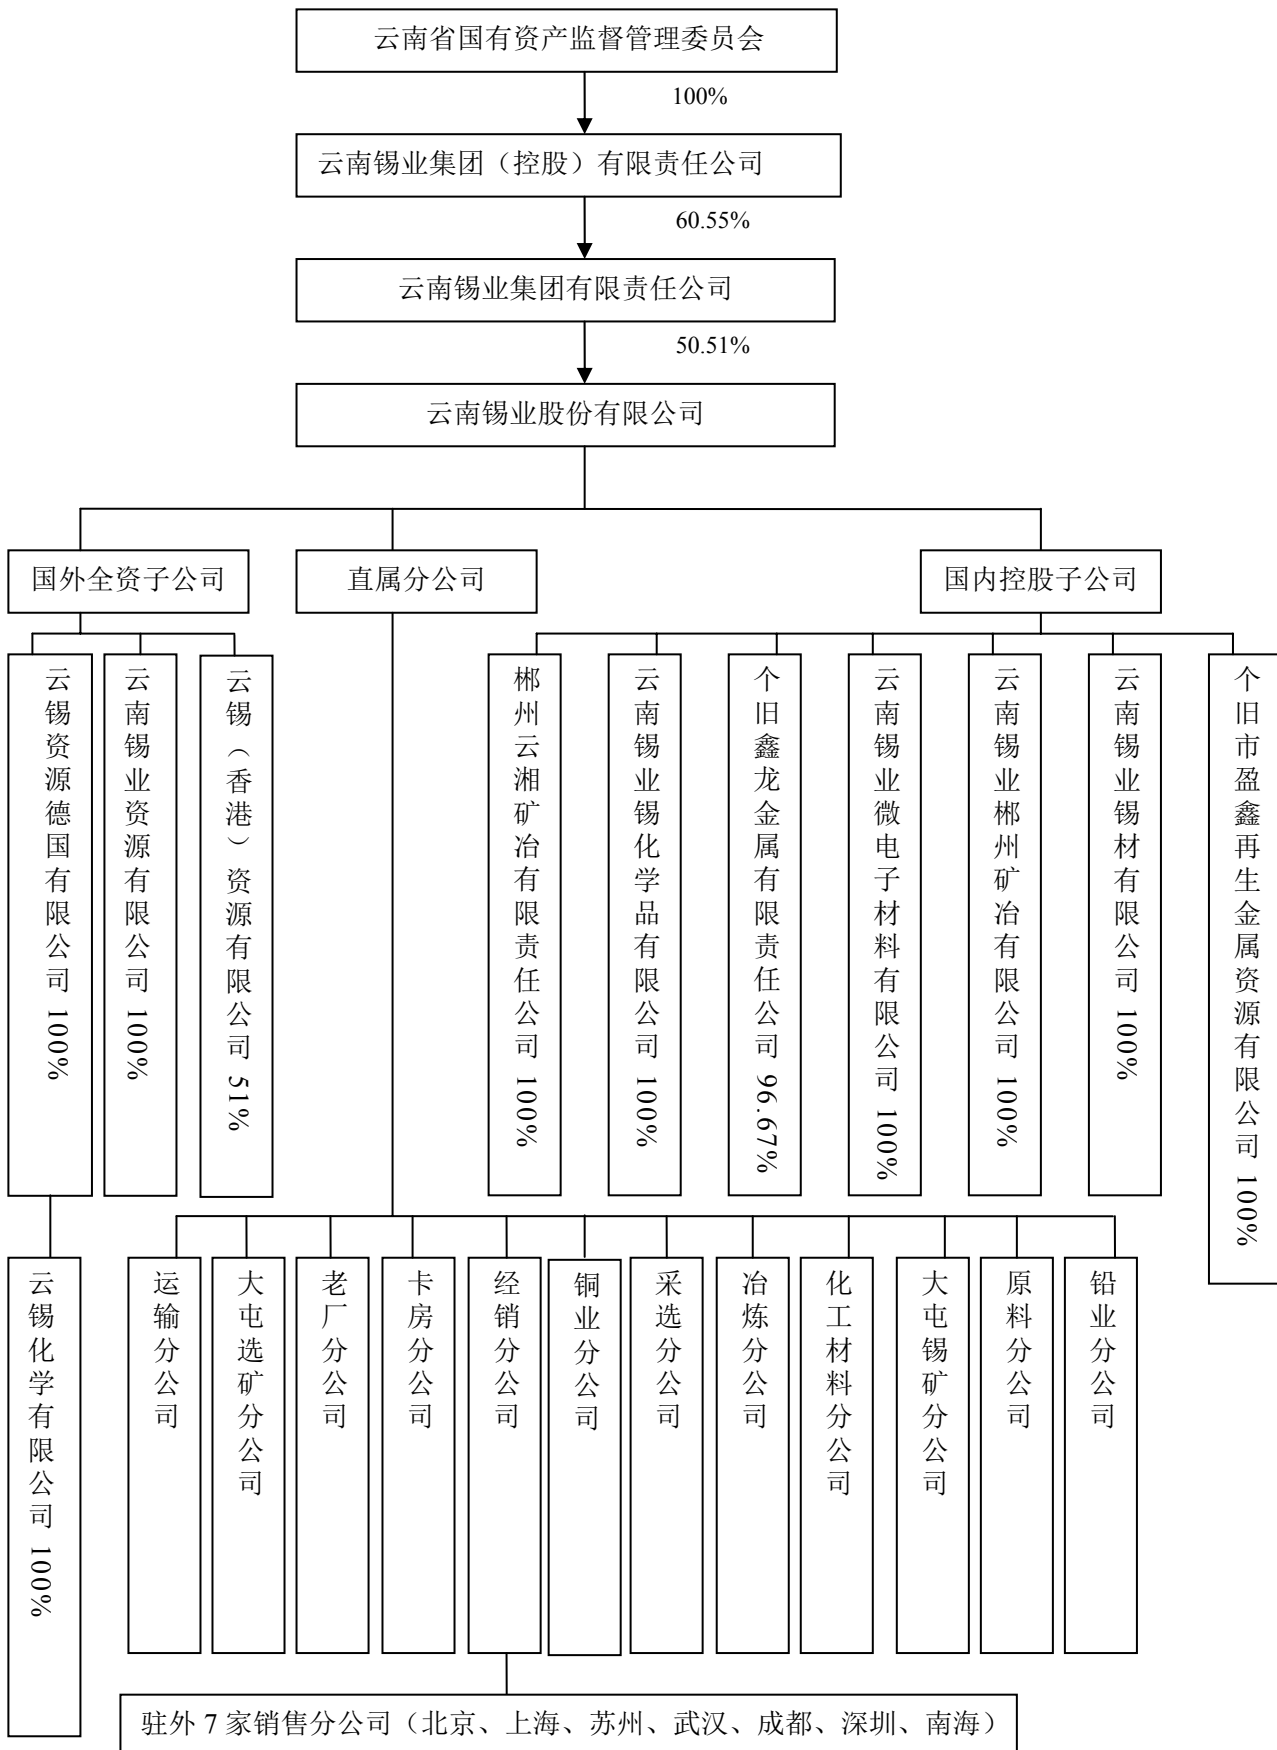 云南省国有资产监督管理委员会
100%
云南锡业集团（控股）有限责任公司
60.55%
云南锡业集团有限责任公司
50.51%
云南锡业股份有限公司
国外全资子公司
直属分公司
国内控股子公司
云锡资源德国有限公司 100%
云南锡业资源有限公司 100%
云锡（香港）资源有限公司 51%
郴州云湘矿冶有限责任公司 100%
云南锡业锡化学品有限公司 100%
个旧鑫龙金属有限责任公司 96.67%
云南锡业微电子材料有限公司 100%
云南锡业郴州矿冶有限公司 100%
云南锡业锡材有限公司 100%
个旧市盈鑫再生金属资源有限公司 100%
云锡化学有限公司 100%
运输分公司
大屯选矿分公司
老厂分公司
卡房分公司
经销分公司
铜业分公司
采选分公司
冶炼分公司
化工材料分公司
大屯锡矿分公司
原料分公司
铅业分公司
驻外 7 家销售分公司（北京、上海、苏州、武汉、成都、深圳、南海）